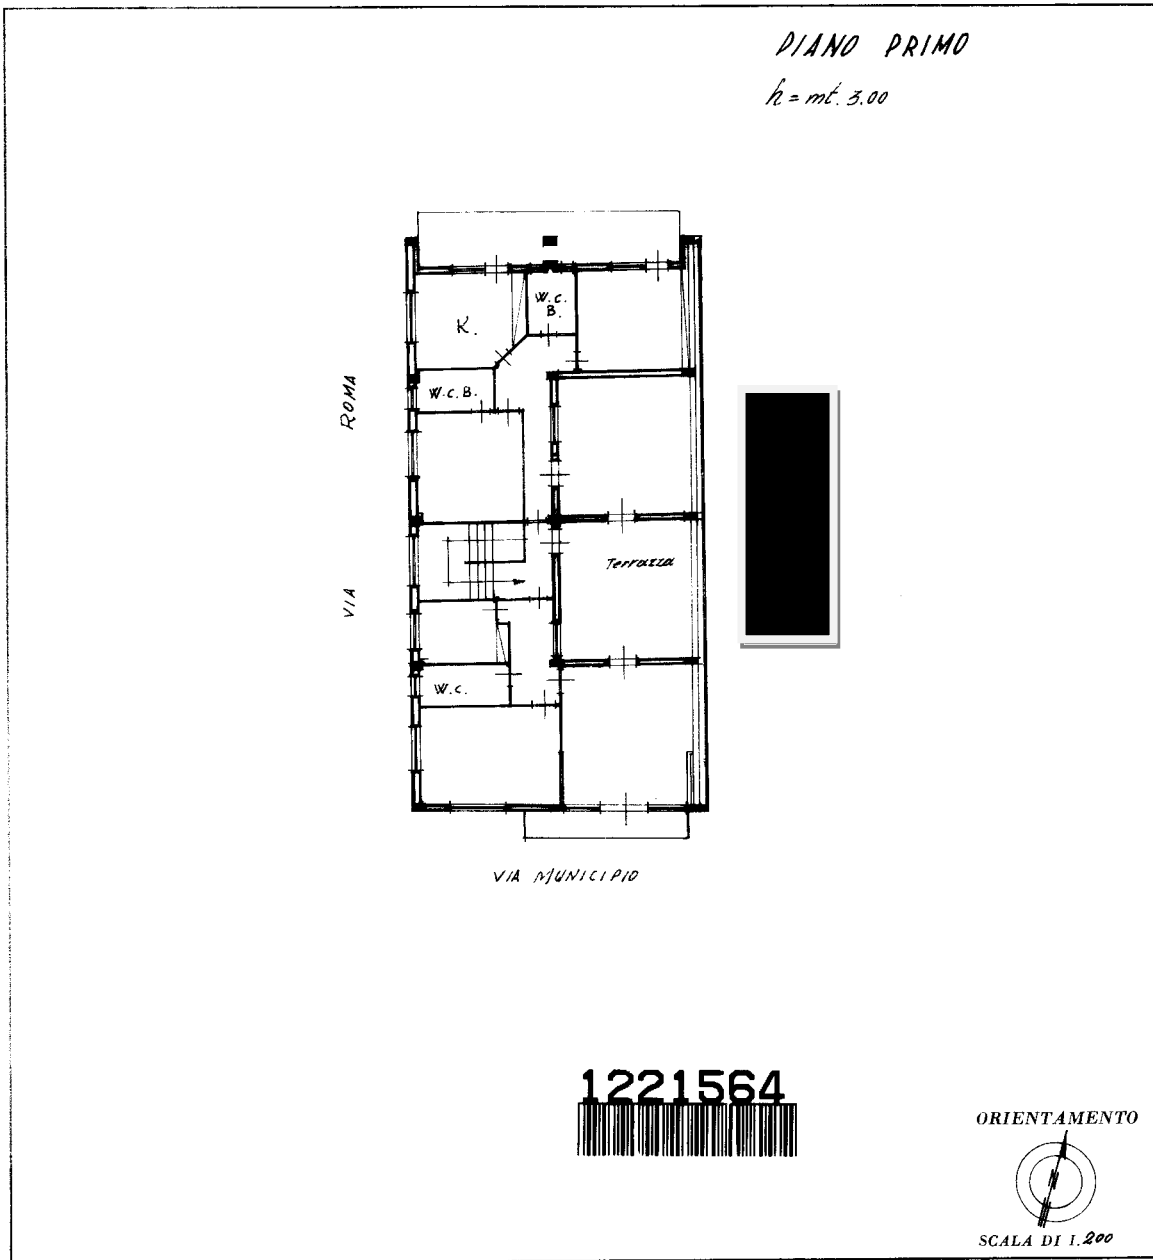 PIANO PRIMO
h = mt. 3.00
W.C.
B.
K.
W.C.B.
VIA ROMA
Terrazza
W.C.
VIA MUNICIPIO
1221564
ORIENTAMENTO
N
SCALA DI 1:200